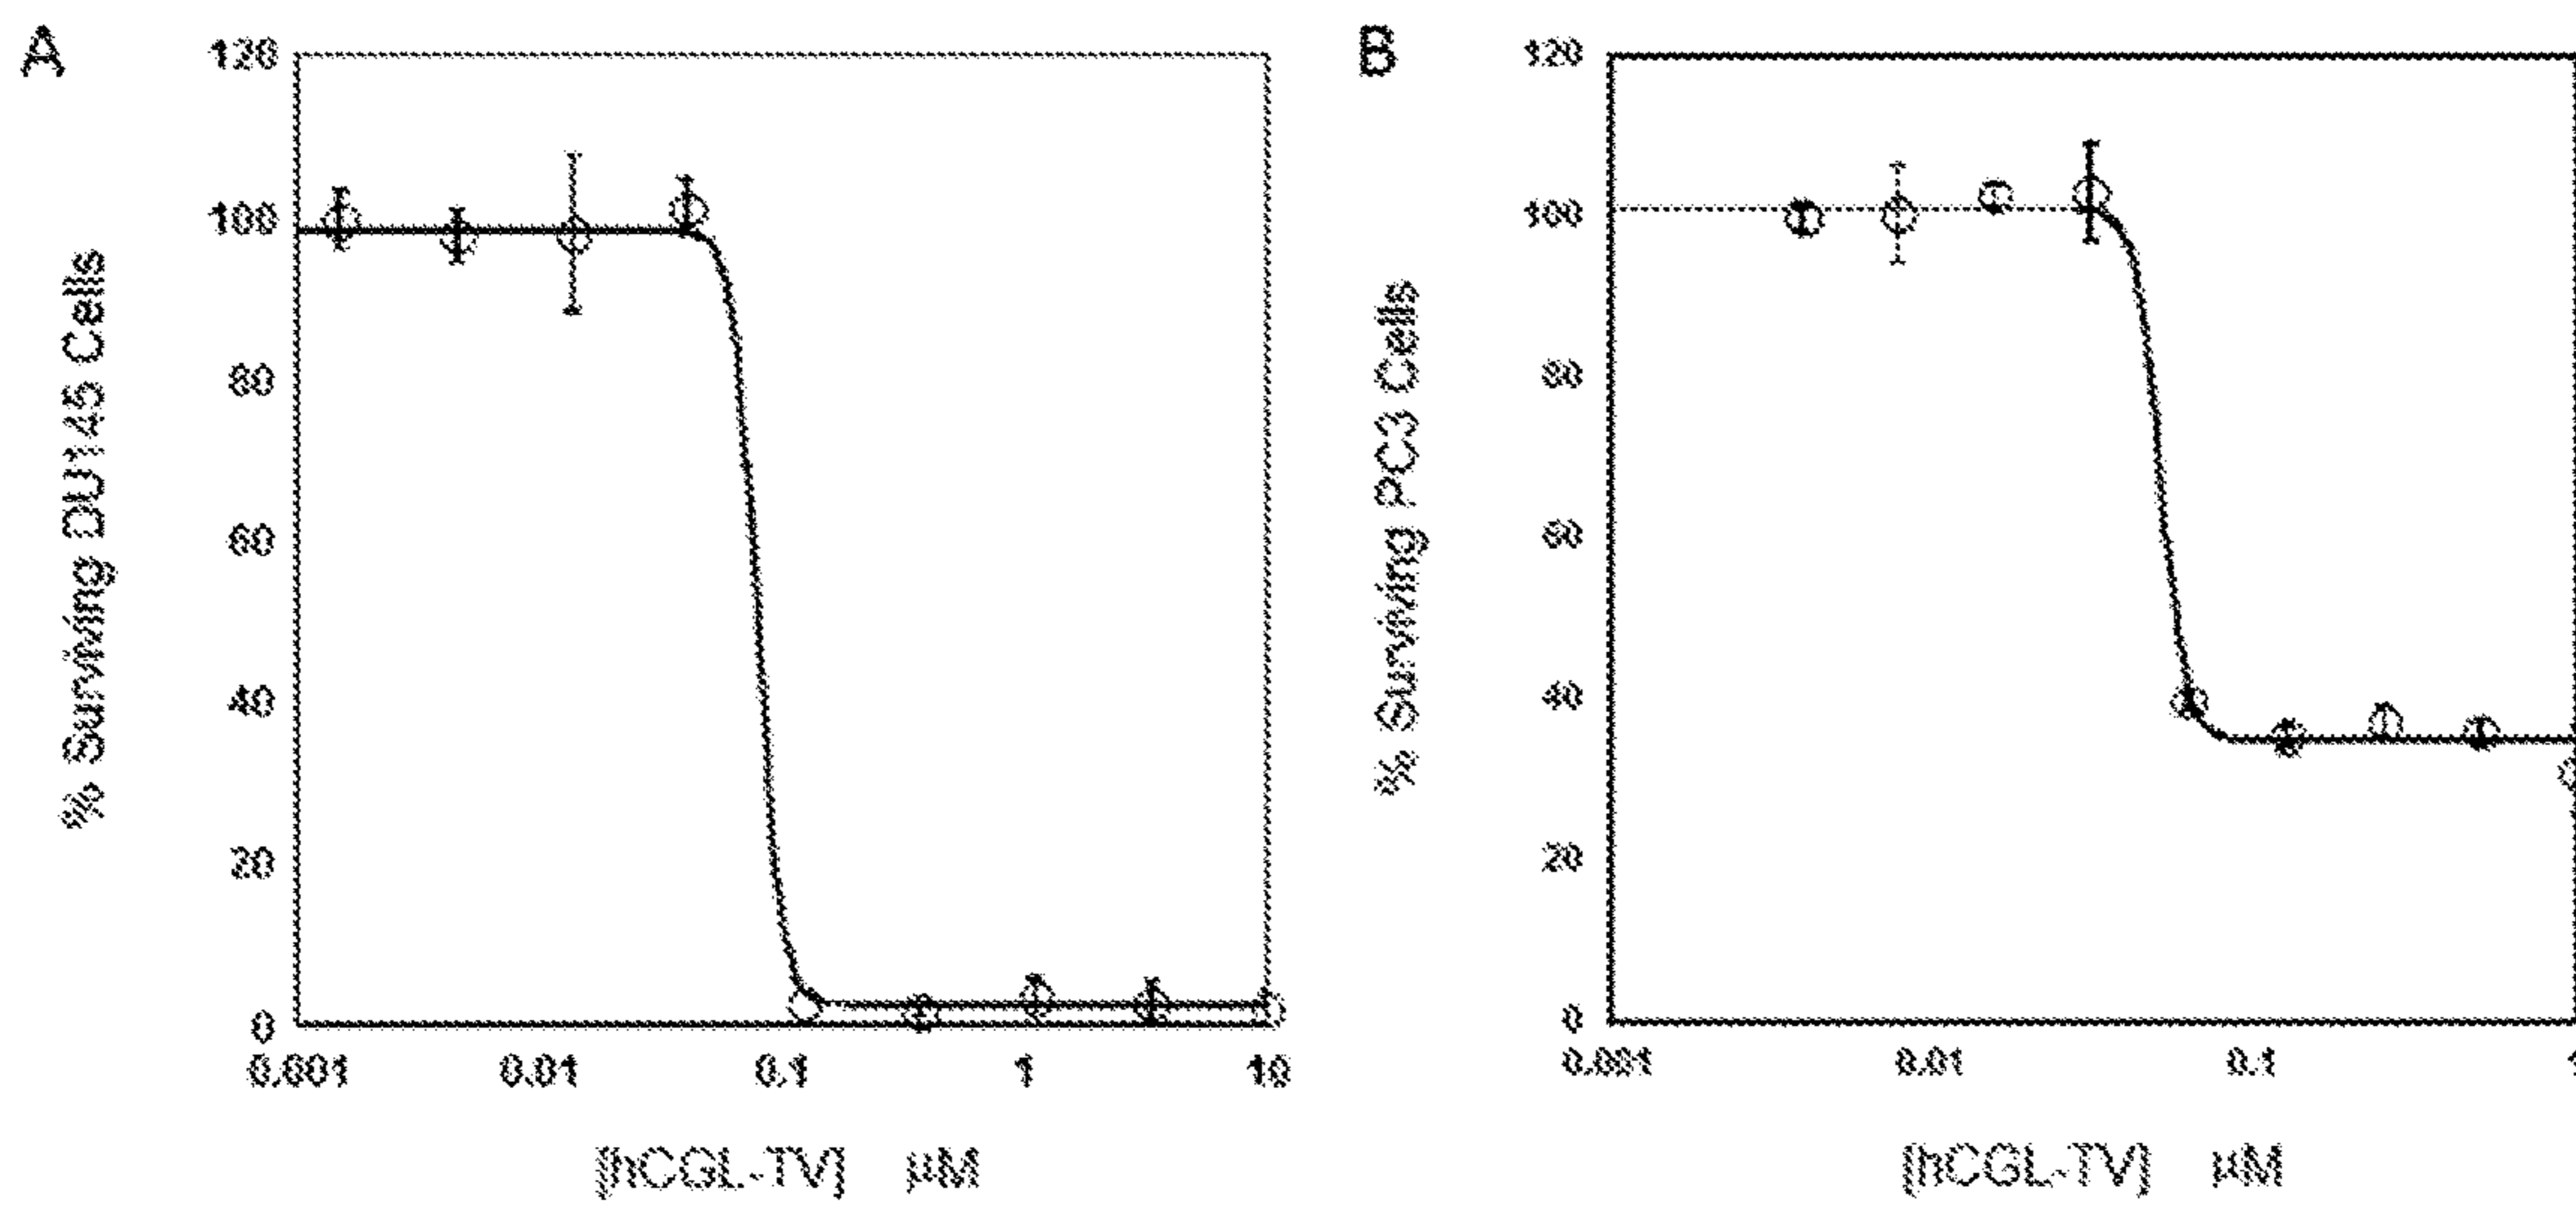 A
120
100
80
60
40
20
0
% Surviving DU145 Cells
0.001 0.01 0.1 1 10
[hCGL-TV] μM
B
120
100
80
60
40
20
0
% Surviving PC3 Cells
0.001 0.01 0.1 1
[hCGL-TV] μM